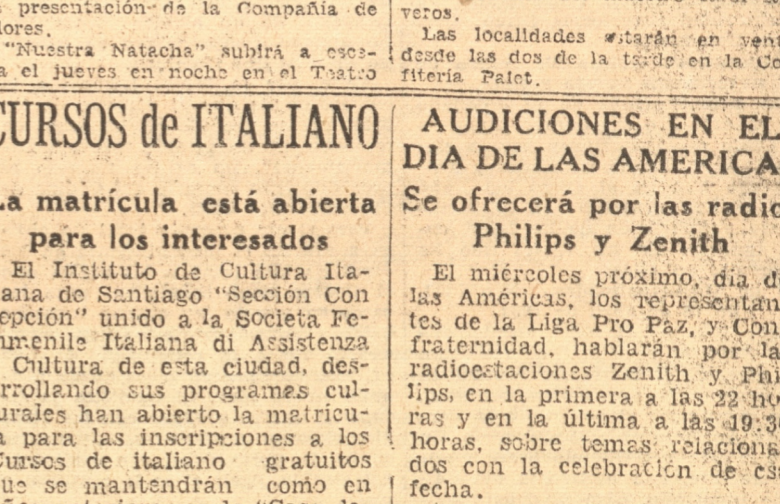 presentación de la Compañía de
lores.
"Nuestra Natacha" subirá a esce-
a el jueves en noche en el Teatro
CURSOS de ITALIANO
La matrícula está abierta
para los interesados
El Instituto de Cultura Ita-
iana de Santiago "Sección Con
epción" unido a la Societa Fe-
mmenile Italiana di Assistenza
Cultura de esta ciudad, des-
rrollando sus programas cul-
urales han abierto la matrícu-
a para las inscripciones a los
Cursos de italiano gratuitos
que se mantendrán como en
veros.
Las localidades estarán en vent
desde las dos de la tarde en la Co
fitería Palet.
AUDICIONES EN EL
DIA DE LAS AMERICA
Se ofrecerá por las radio
Philips y Zenith
El miércoles próximo, día d
las Américas, los representan
tes de la Liga Pro Paz, y Con
fraternidad, hablarán por la
radioestaciones Zenith y Phi
lips, en la primera a las 22 ho
ras y en la última a las 19:30
horas, sobre temas relaciona
dos con la celebración de es
fecha.